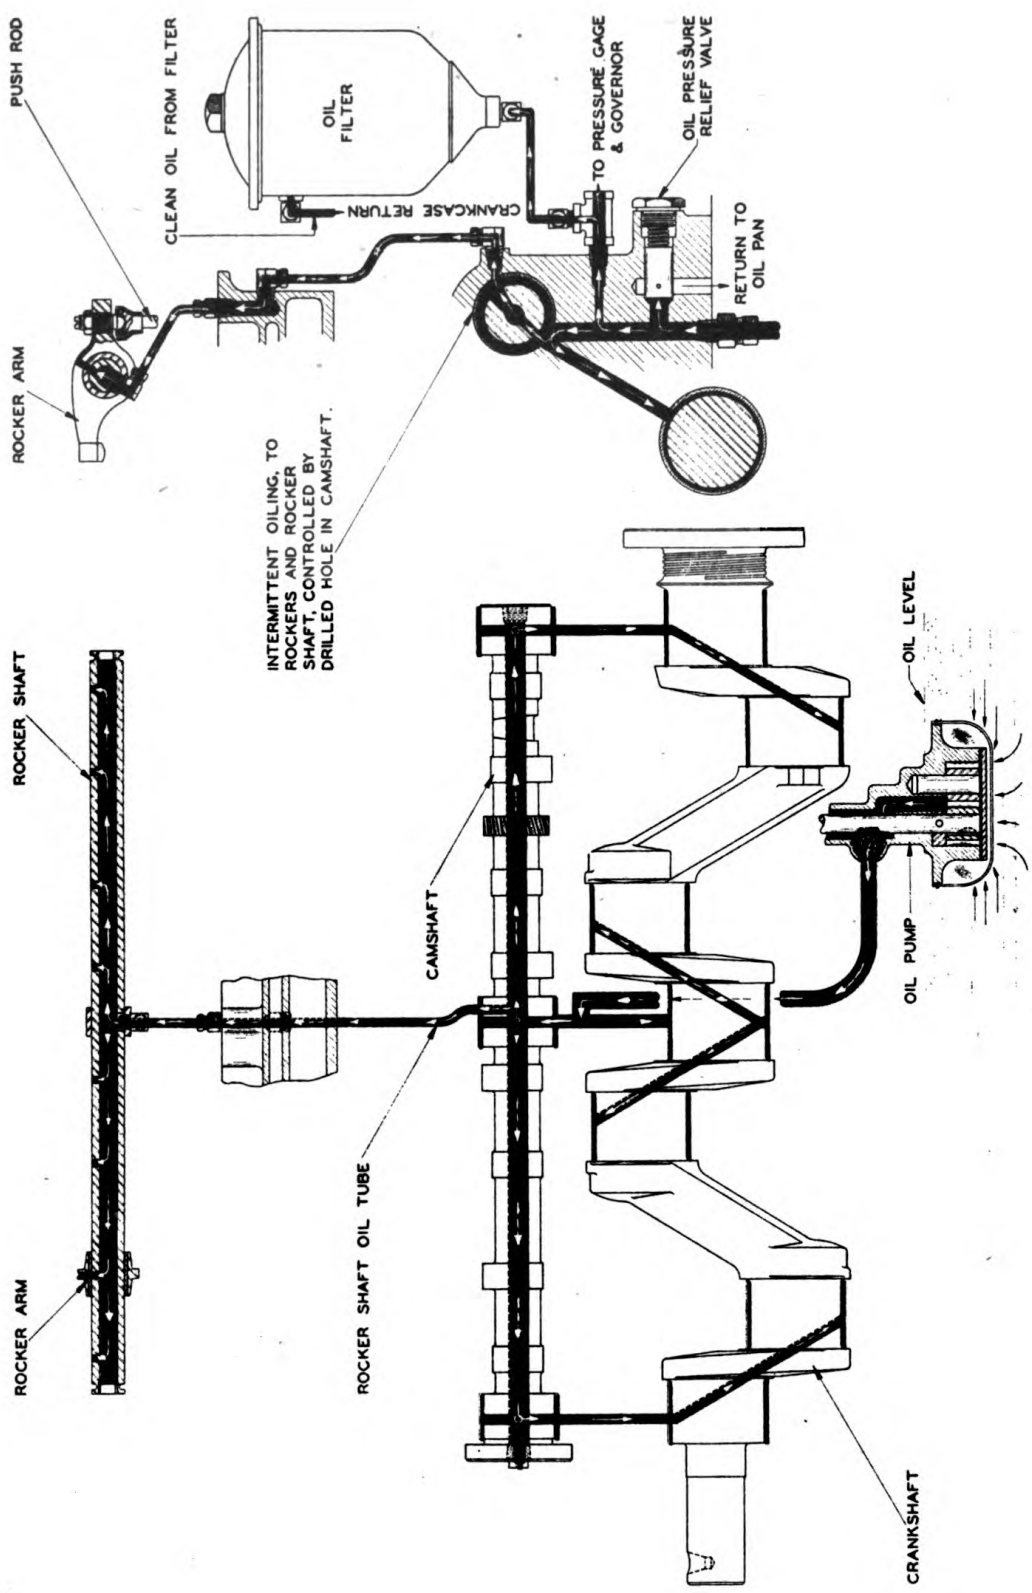 ROCKER ARM
ROCKER SHAFT
ROCKER ARM
PUSH ROD
CLEAN OIL FROM FILTER
OIL
FILTER
CRANKCASE RETURN
INTERMITTENT OILING, TO
ROCKERS AND ROCKER
SHAFT, CONTROLLED BY
DRILLED HOLE IN CAMSHAFT.
TO PRESSURE GAGE
& GOVERNOR
OIL PRESSURE
RELIEF VALVE
RETURN TO
OIL PAN
ROCKER SHAFT OIL TUBE
CAMSHAFT
CRANKSHAFT
OIL PUMP
OIL LEVEL